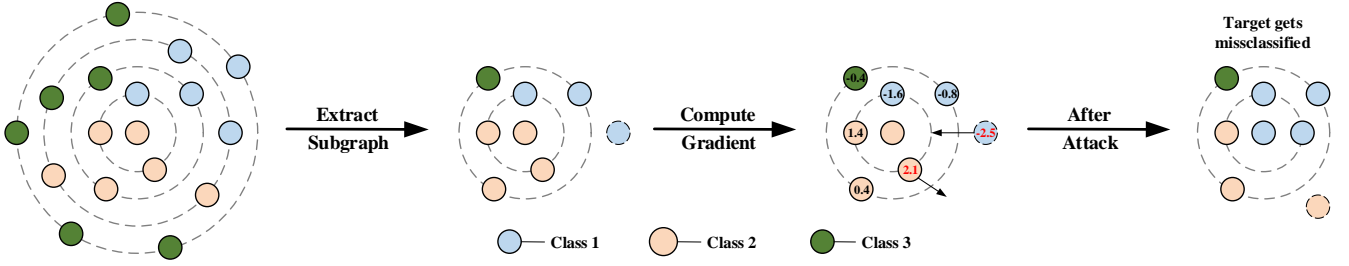 Target gets
missclassified
Extract
Subgraph
Compute
Gradient
After
Attack
-0.4
-1.6
-0.8
1.4
-2.5
2.1
0.4
Class 1
Class 2
Class 3